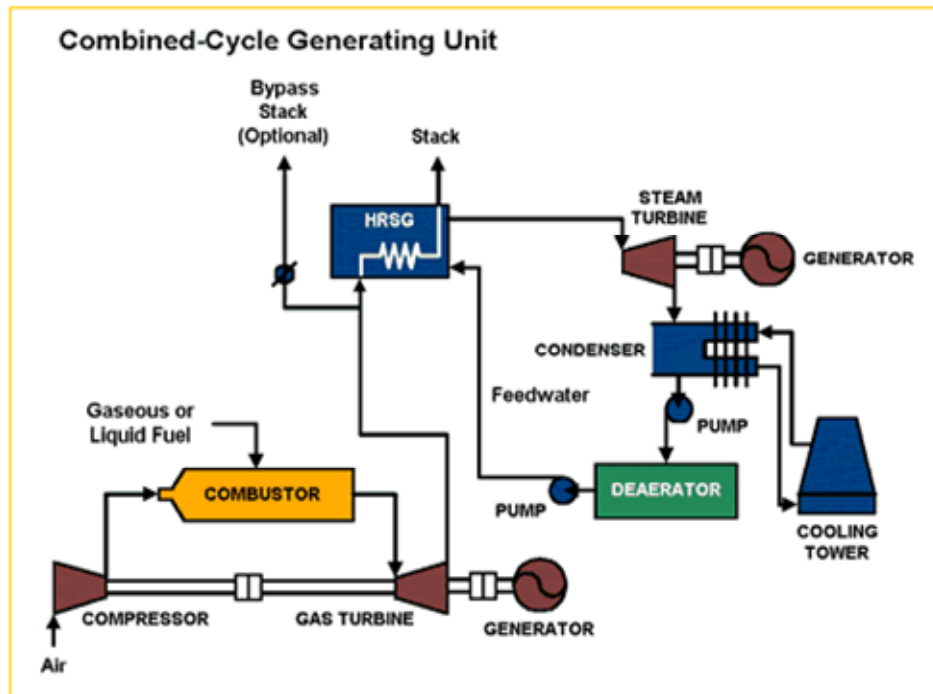 Combined-Cycle Generating Unit
Bypass
Stack
(Optional)
Stack
HRSG
STEAM
TURBINE
GENERATOR
CONDENSER
Feedwater
PUMP
Gaseous or
Liquid Fuel
COMBUSTOR
PUMP
DEAERATOR
COOLING
TOWER
COMPRESSOR
GAS TURBINE
GENERATOR
Air